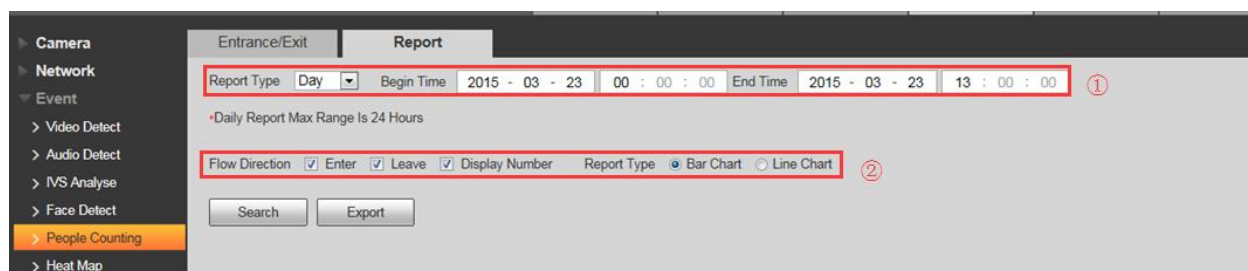 Camera
Network
Event
Video Detect
Audio Detect
IVS Analyse
Face Detect
People Counting
Heat Map
Entrance/Exit Report
Report Type Day Begin Time 2015 - 03 - 23 00 : 00 : 00 End Time 2015 - 03 - 23 13 : 00 : 00 ①
*Daily Report Max Range Is 24 Hours
Flow Direction Enter Leave Display Number Report Type Bar Chart Line Chart ②
Search Export